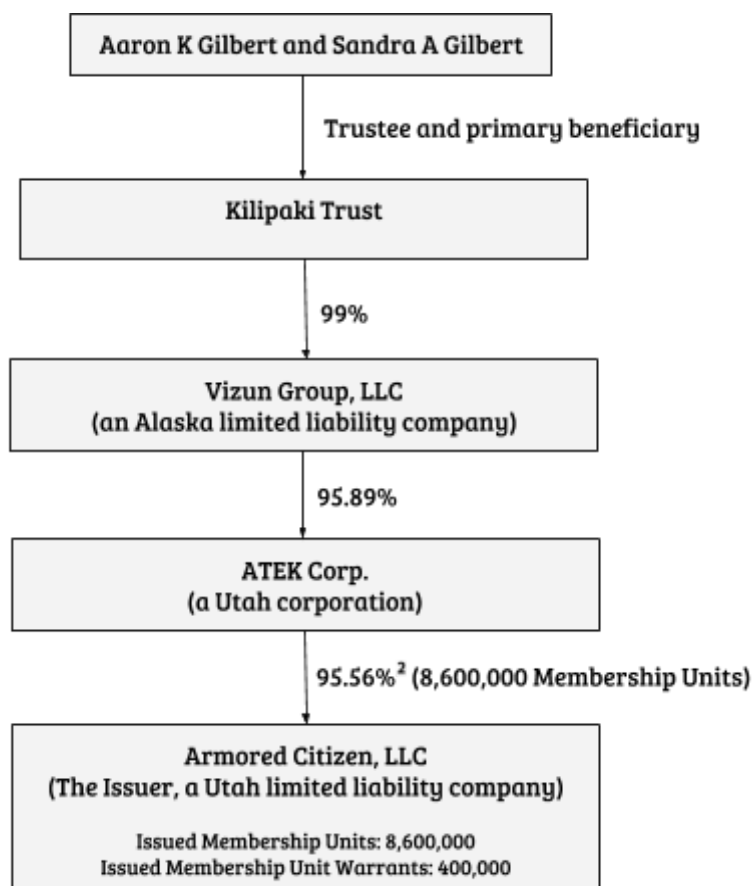 Aaron K Gilbert and Sandra A Gilbert
Trustee and primary beneficiary
Kilipaki Trust
99%
Vizun Group, LLC
(an Alaska limited liability company)
95.89%
ATEK Corp.
(a Utah corporation)
95.56%² (8,600,000 Membership Units)
Armored Citizen, LLC
(The Issuer, a Utah limited liability company)
Issued Membership Units: 8,600,000
Issued Membership Unit Warrants: 400,000